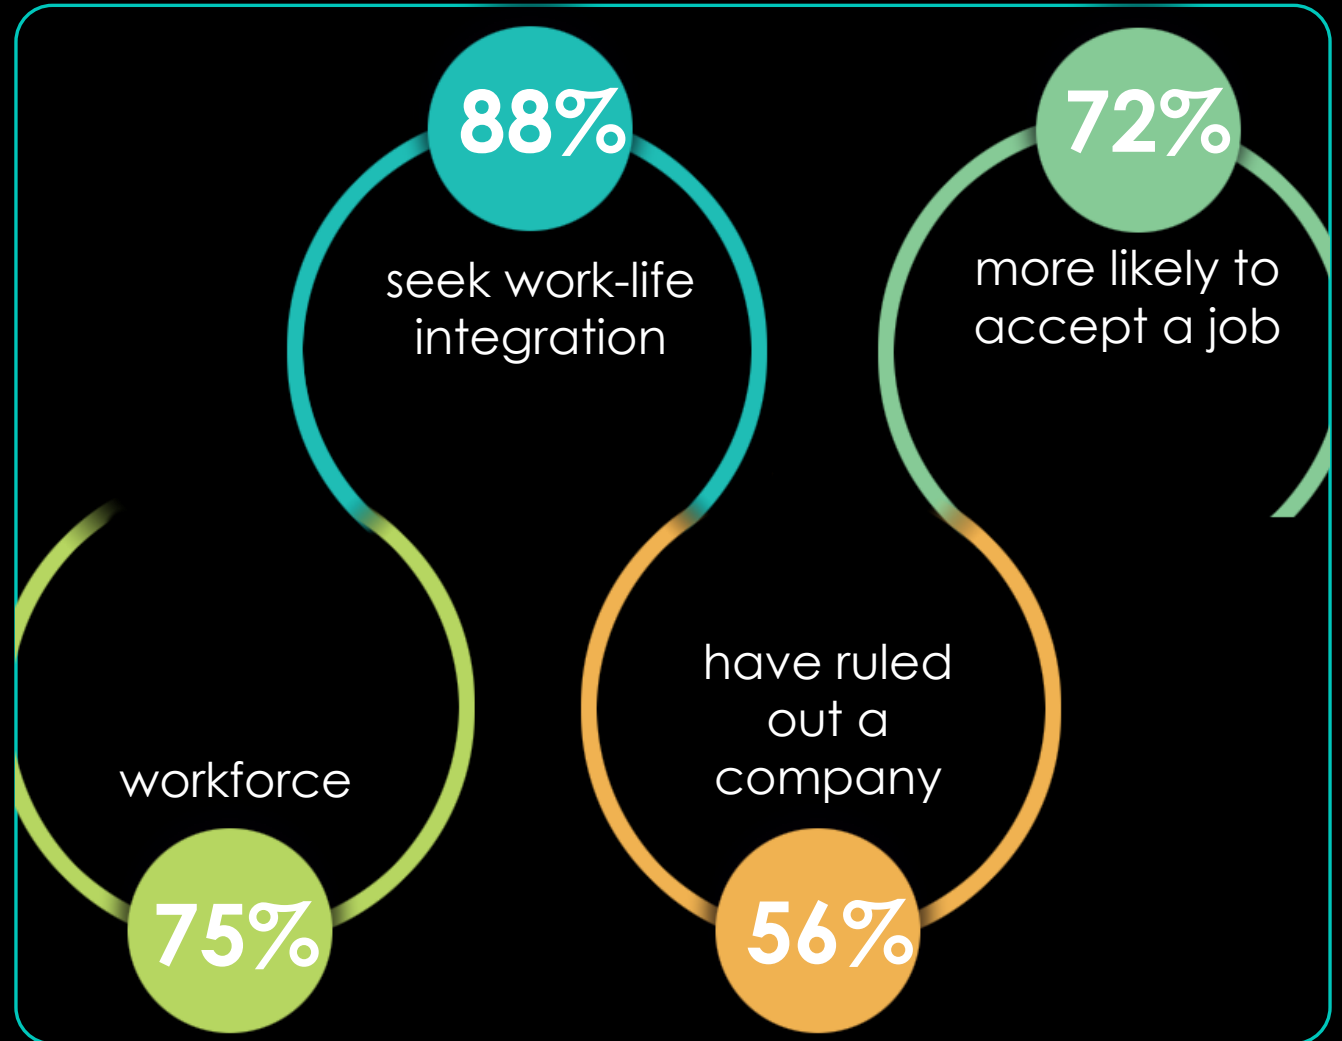 88%
seek work-life
integration
72%
more likely to
accept a job
workforce
75%
have ruled
out a
company
56%